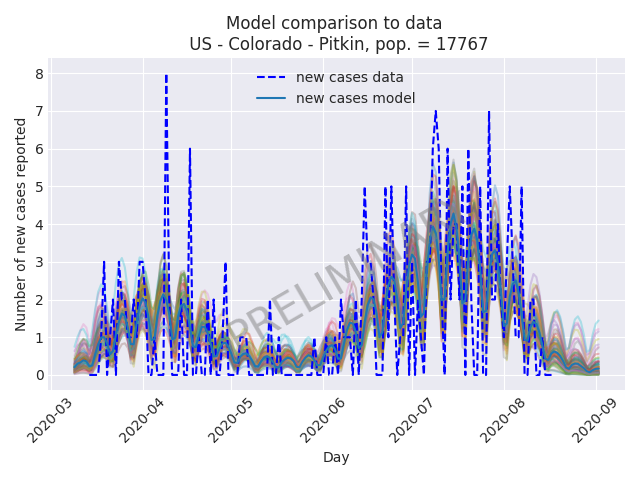 Model comparison to data
US - Colorado - Pitkin, pop. = 17767
new cases data
new cases model
Number of new cases reported
8
7
6
5
4
3
2
1
0
PRELIMINARY
2020-03
2020-04
2020-05
2020-06
2020-07
2020-08
2020-09
Day